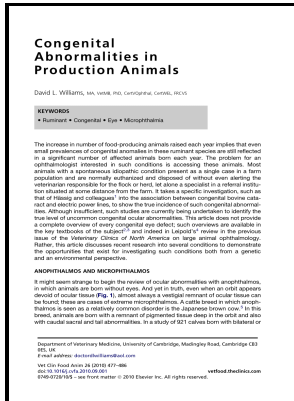 Congenital
Abnormalities in
Production Animals
David L. Williams, MA, VetMB, PhD, CertVOphthal, CertWEL, FRCVS
KEYWORDS
• Ruminant • Congenital • Eye • Microphthalmia
The increase in number of food-producing animals raised each year implies that even
small prevalences of congenital anomalies in these ruminant species are still reflected
in a significant number of affected animals born each year. The problem for an
ophthalmologist interested in such conditions is accessing these animals. Most
animals with a spontaneous idiopathic condition present as a single case in a farm
population and are normally euthanized and disposed of without even alerting the
veterinarian responsible for the flock or herd, let alone a specialist in a referral institu-
tion situated at some distance from the farm. It takes a specific investigation, such as
that of Hässig and colleagues¹ into the association between congenital bovine cata-
ract and electric power lines, to show the true incidence of such congenital abnormal-
ities. Although insufficient, such studies are currently being undertaken to identify the
true level of uncommon congenital ocular abnormalities. This article does not provide
a complete overview of every congenital eye defect; such overviews are available in
the key textbooks of the subject²⁻⁵ and indeed in Leipold's⁶ review in the previous
issue of the Veterinary Clinics of North America on large animal ophthalmology.
Rather, this article discusses recent research into several conditions to demonstrate
the opportunities that exist for investigating such conditions both from a genetic
and an environmental perspective.
ANOPHTHALMOS AND MICROPHTHALMOS
It might seem strange to begin the review of ocular abnormalities with anophthalmos,
in which animals are born without eyes. And yet in truth, even when an orbit appears
devoid of ocular tissue (Fig. 1), almost always a vestigial remnant of ocular tissue can
be found; these are cases of extreme microphthalmos. A cattle breed in which anoph-
thalmos is seen as a relatively common disorder is the Japanese brown cow.⁷ In this
breed, animals are born with a remnant of pigmented tissue deep in the orbit and also
with caudal sacral and tail abnormalities. In a study of 921 calves born with bilateral or
Department of Veterinary Medicine, University of Cambridge, Madingley Road, Cambridge CB3
0ES, UK
E-mail address: doctordwilliams@aol.com
Vet Clin Food Anim 26 (2010) 477–486
doi:10.1016/j.cvfa.2010.09.001
vetfood.theclinics.com
0749-0720/10/$ – see front matter © 2010 Elsevier Inc. All rights reserved.